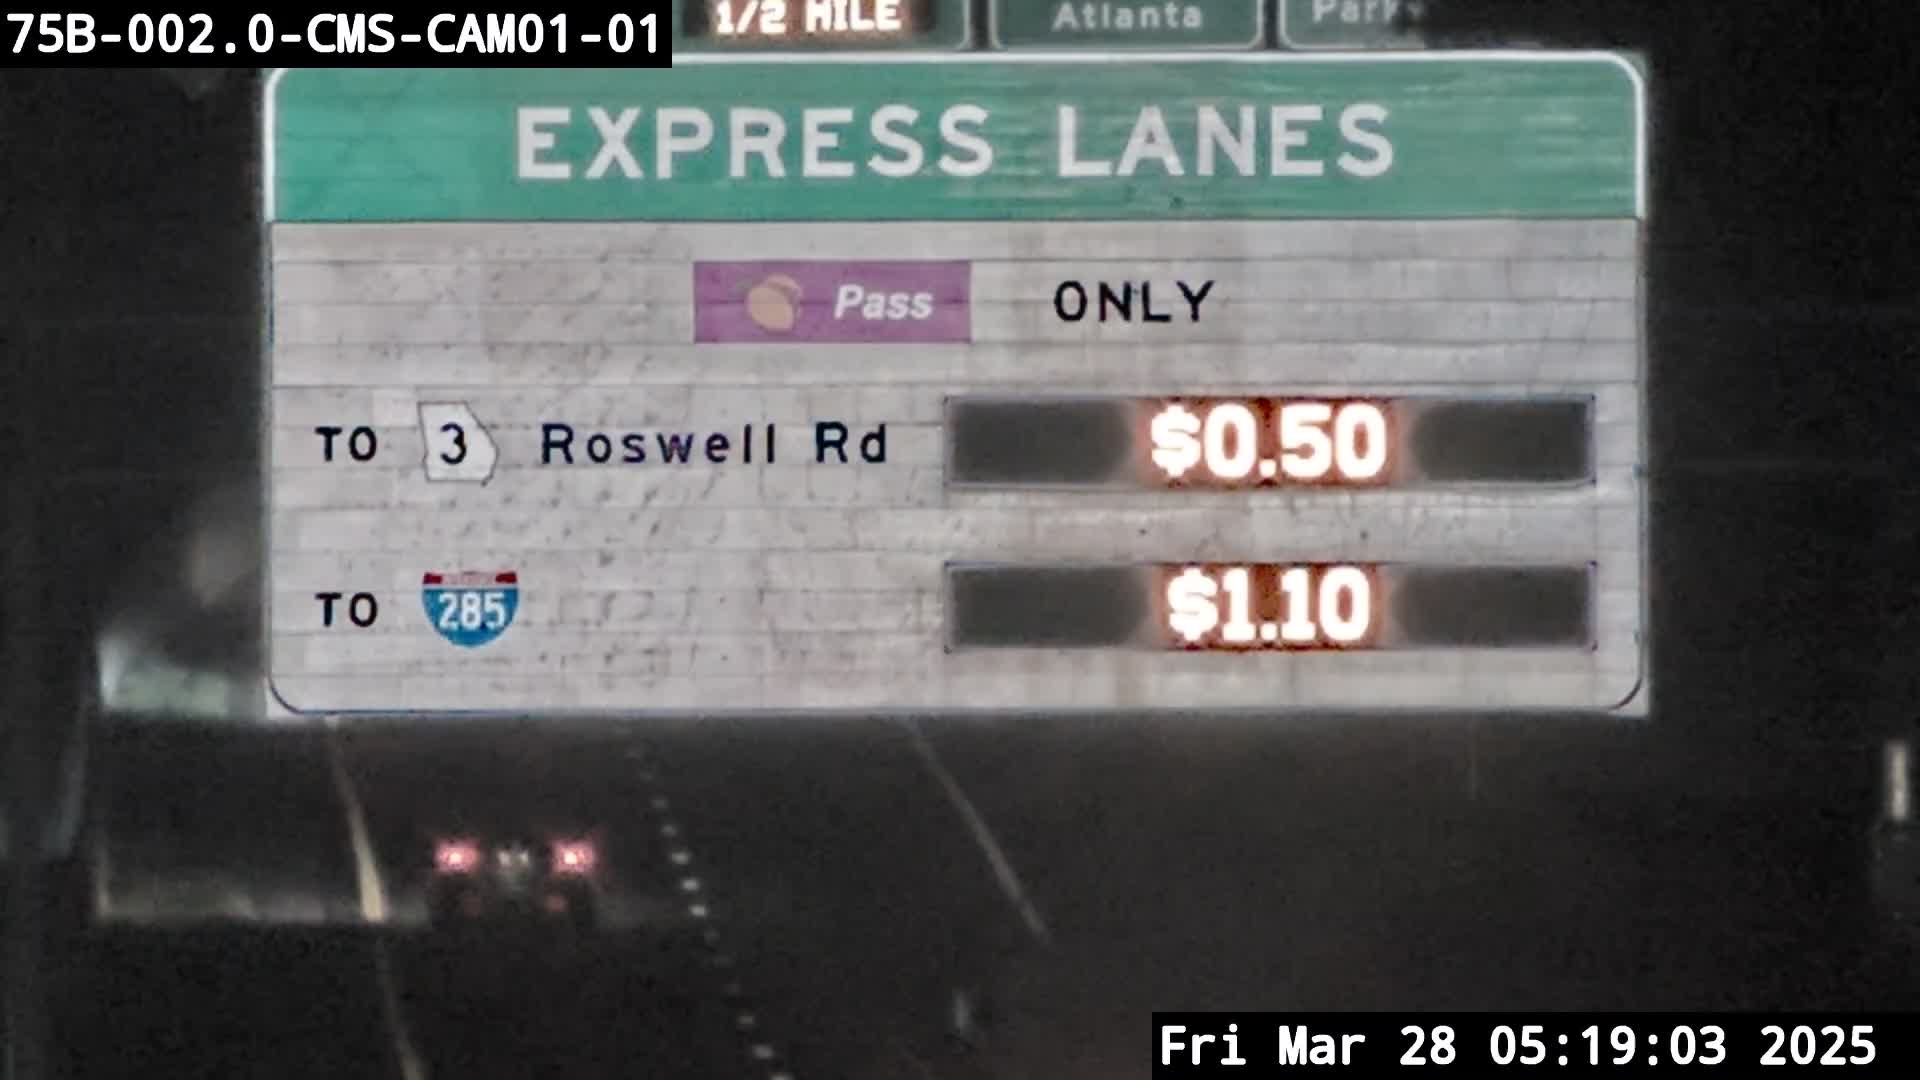 75B-002.0-CMS-CAM01-01
1/2 MILE
Atlanta
EXPRESS LANES
Pass ONLY
TO 3 Roswell Rd $0.50
TO 285 $1.10
Fri Mar 28 05:19:03 2025